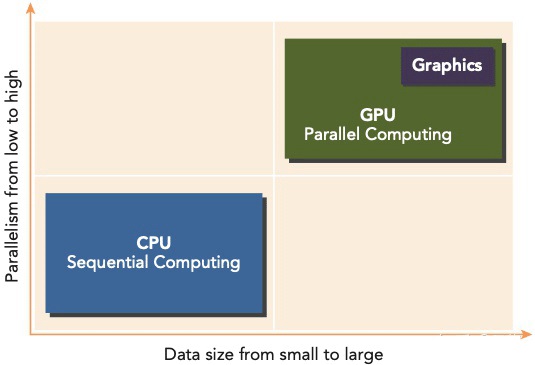 Parallelism from low to high
Graphics
GPU
Parallel Computing
CPU
Sequential Computing
Data size from small to large